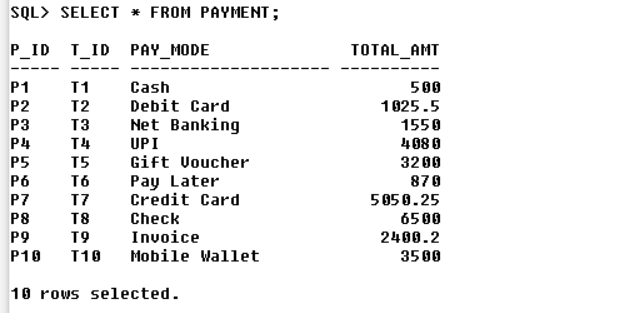 SQL> SELECT * FROM PAYMENT;
P_ID  T_ID  PAY_MODE             TOTAL_AMT
----- ----- -------------------- ----------
P1    T1    Cash                       500
P2    T2    Debit Card              1025.5
P3    T3    Net Banking               1550
P4    T4    UPI                       4080
P5    T5    Gift Voucher              3200
P6    T6    Pay Later                  870
P7    T7    Credit Card            5050.25
P8    T8    Check                     6500
P9    T9    Invoice                 2400.2
P10   T10   Mobile Wallet             3500
10 rows selected.